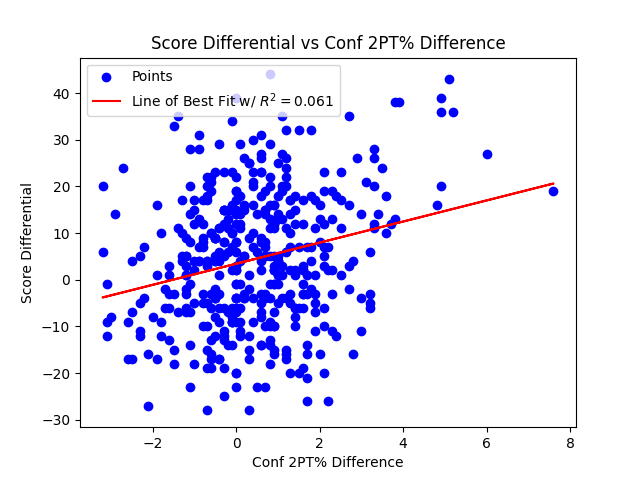 Score Differential vs Conf 2PT% Difference
Points
Line of Best Fit w/ R² = 0.061
Score Differential
40
30
20
10
0
−10
−20
−30
−2
0
2
4
6
8
Conf 2PT% Difference